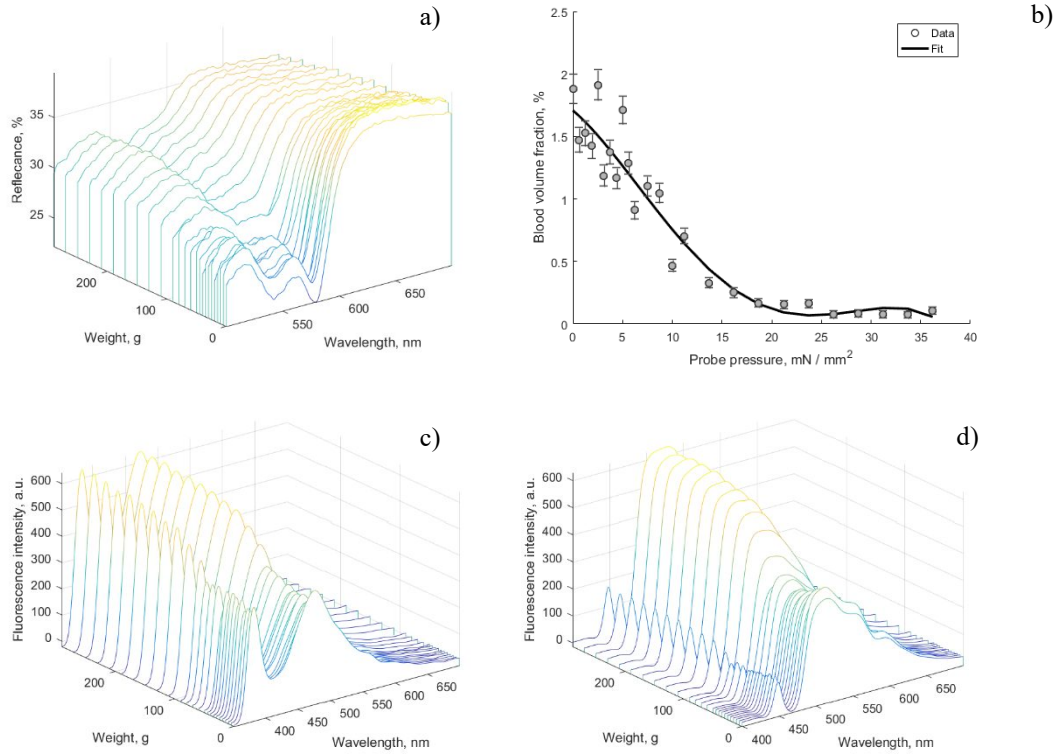 a)
35
30
25
Reflecance, %
200
100
0
Weight, g
550
600
650
Wavelength, nm
b)
Data
Fit
2.5
2
1.5
1
0.5
0
Blood volume fraction, %
0 5 10 15 20 25 30 35 40
Probe pressure, mN / mm²
c)
600
500
400
300
200
100
0
Fluorescence intensity, a.u.
200
100
0
Weight, g
400
450
500
550
600
650
Wavelength, nm
d)
600
500
400
300
200
100
0
Fluorescence intensity, a.u.
200
100
0
Weight, g
400
450
500
550
600
650
Wavelength, nm